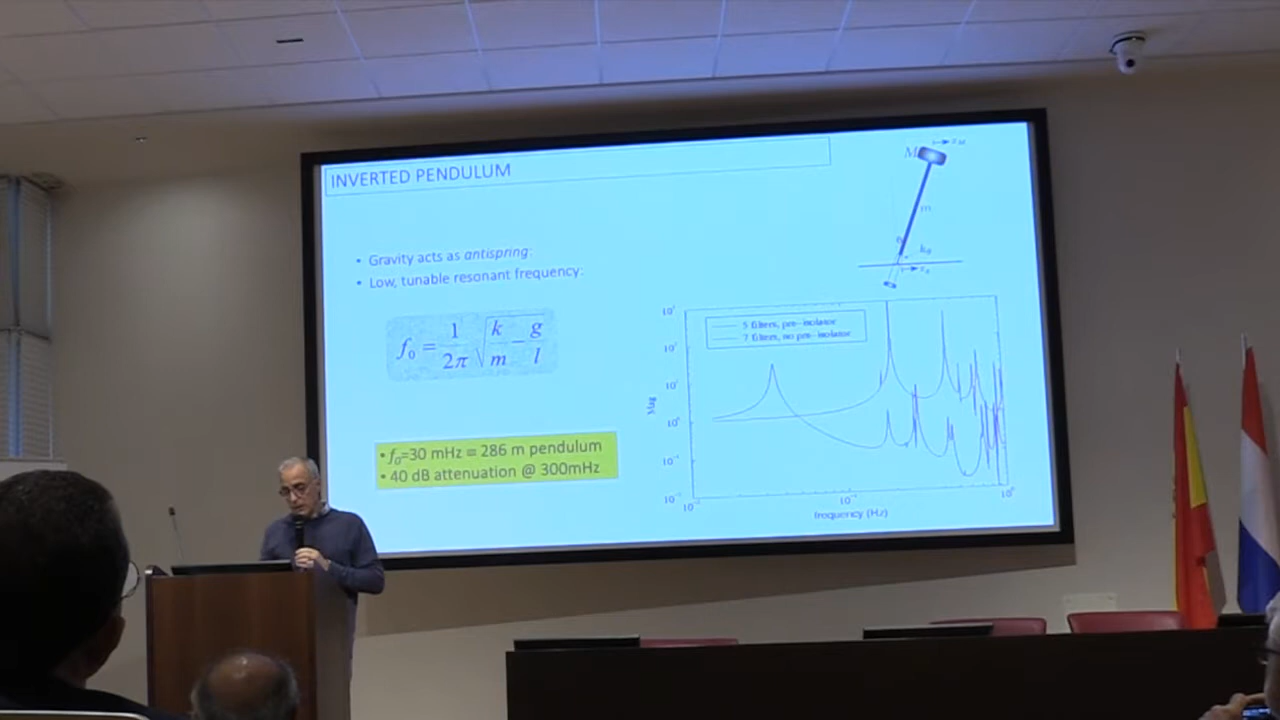 INVERTED PENDULUM
• Gravity acts as antispring:
• Low, tunable resonant frequency:
f₀ = 1/2π √(k/m − g/l)
• f₀=30 mHz = 286 m pendulum
• 40 dB attenuation @ 300mHz
M
m
5 filters, pre-isolator
7 filters, no pre-isolator
Mag
frequency (Hz)